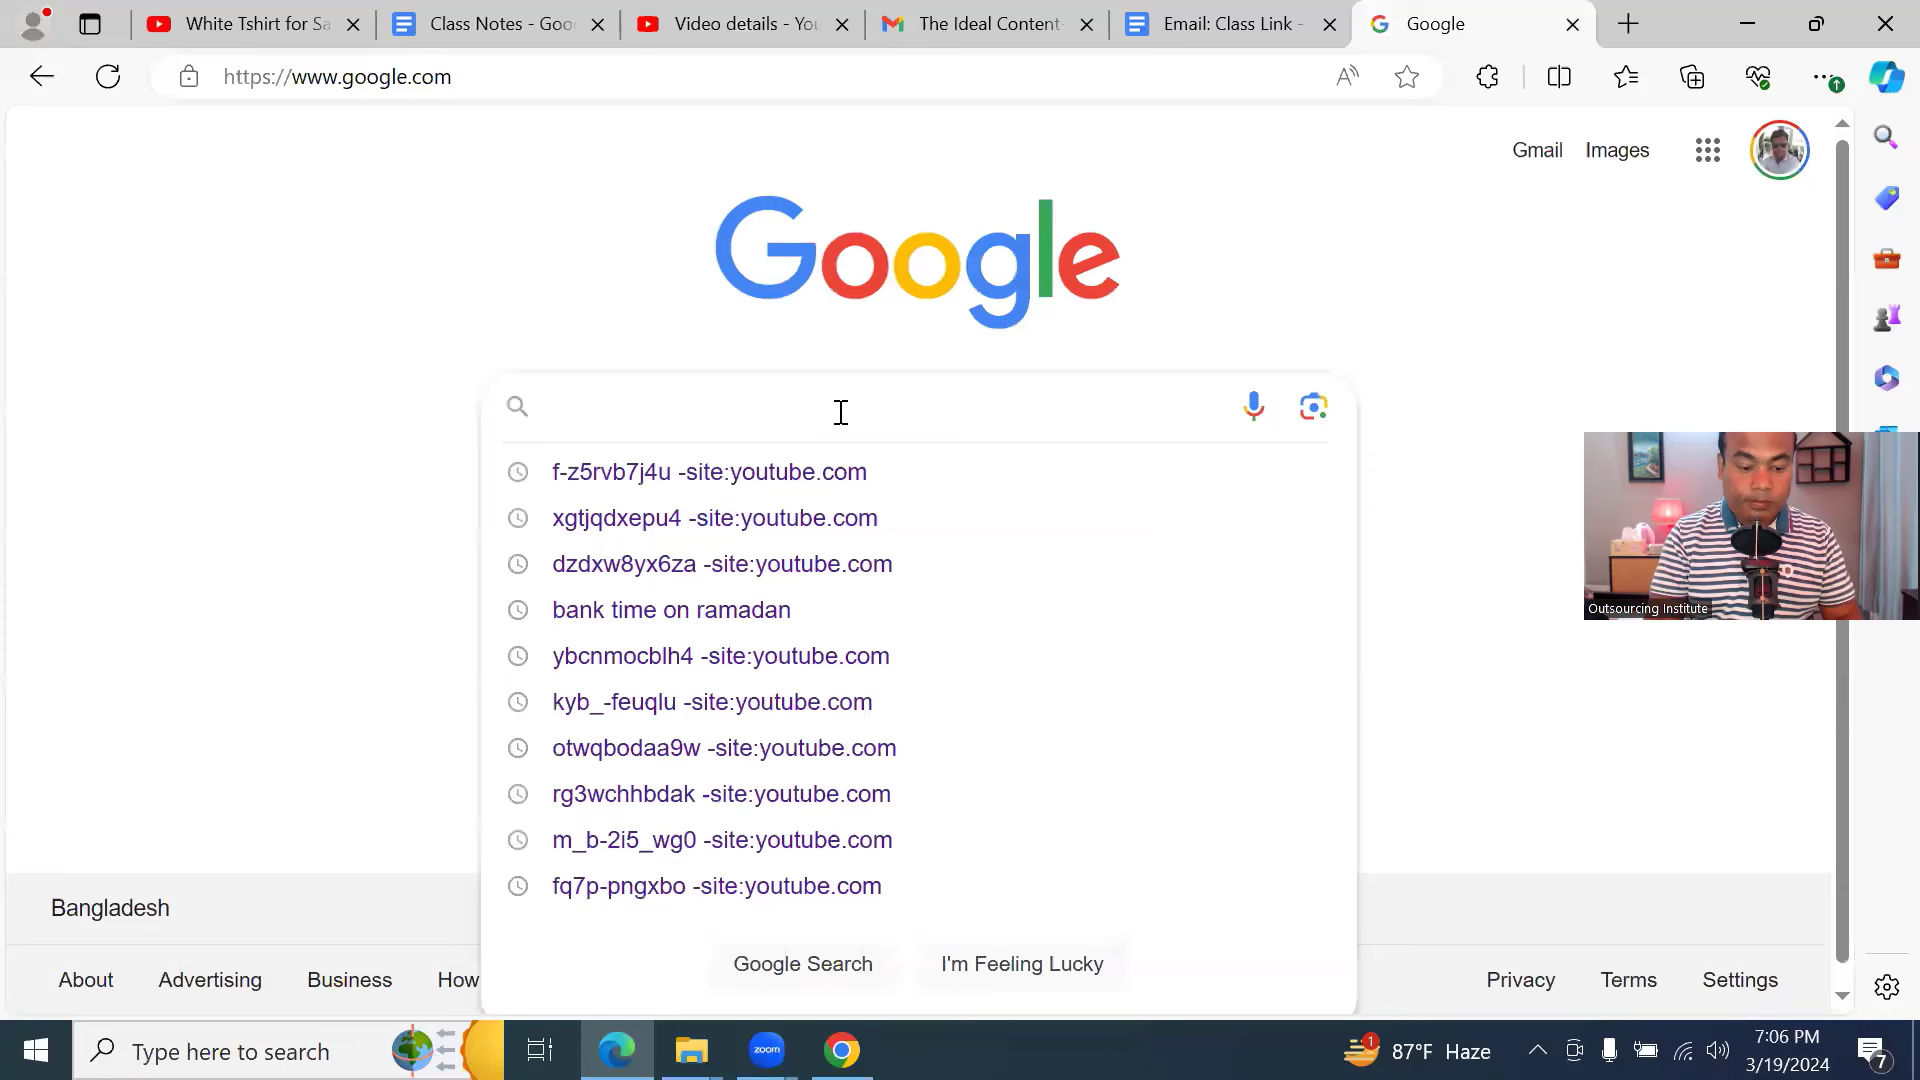 White Tshirt for Sa
Class Notes - Goo
Video details - You
The Ideal Content-
Email: Class Link -
Google
https://www.google.com
Gmail
Images
Google
f-z5rvb7j4u -site:youtube.com
xgtjqdxepu4 -site:youtube.com
dzdxw8yx6za -site:youtube.com
bank time on ramadan
ybcnmocblh4 -site:youtube.com
kyb_-feuqlu -site:youtube.com
otwqbodaa9w -site:youtube.com
rg3wchhbdak -site:youtube.com
m_b-2i5_wg0 -site:youtube.com
fq7p-pngxbo -site:youtube.com
Outsourcing Institute
Bangladesh
Google Search
I'm Feeling Lucky
About
Advertising
Business
How
Privacy
Terms
Settings
Type here to search
zoom
1
87°F Haze
7:06 PM
3/19/2024
7